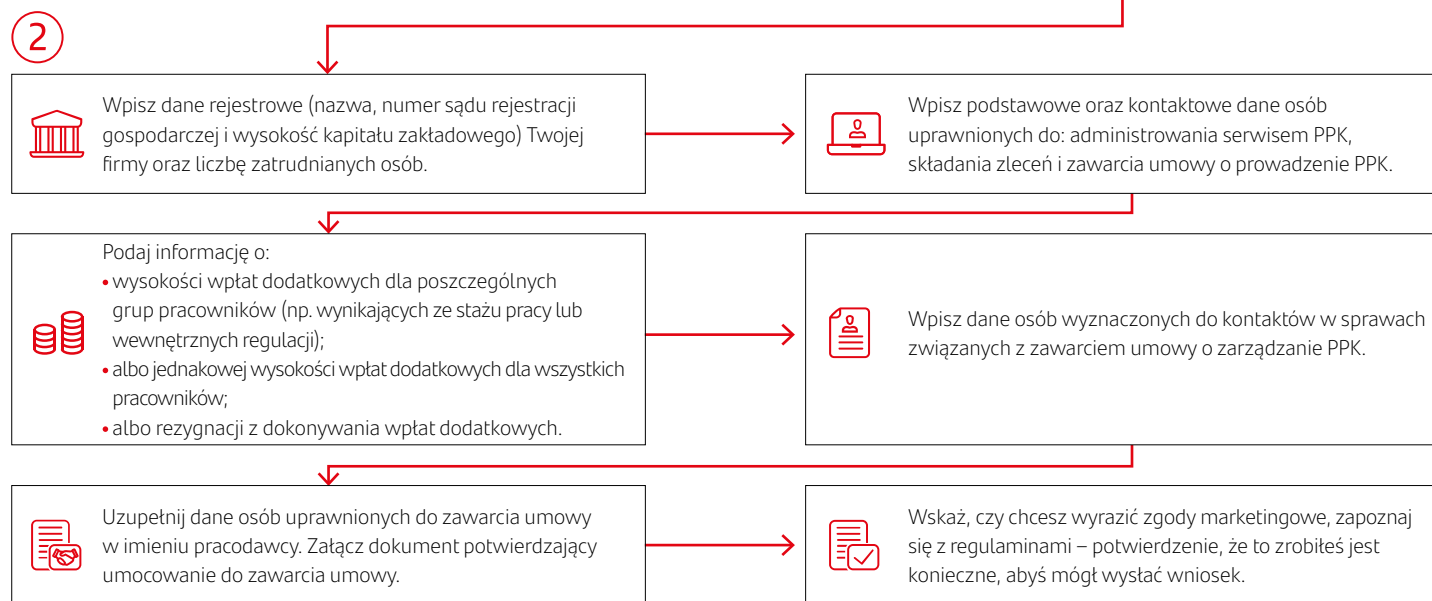 2
Wpisz dane rejestrowe (nazwa, numer sądu rejestracji
gospodarczej i wysokość kapitału zakładowego) Twojej
firmy oraz liczbę zatrudnianych osób.
Wpisz podstawowe oraz kontaktowe dane osób
uprawnionych do: administrowania serwisem PPK,
składania zleceń i zawarcia umowy o prowadzenie PPK.
Podaj informację o:
• wysokości wpłat dodatkowych dla poszczególnych
grup pracowników (np. wynikających ze stażu pracy lub
wewnętrznych regulacji);
• albo jednakowej wysokości wpłat dodatkowych dla wszystkich
pracowników;
• albo rezygnacji z dokonywania wpłat dodatkowych.
Wpisz dane osób wyznaczonych do kontaktów w sprawach
związanych z zawarciem umowy o zarządzanie PPK.
Uzupełnij dane osób uprawnionych do zawarcia umowy
w imieniu pracodawcy. Załącz dokument potwierdzający
umocowanie do zawarcia umowy.
Wskaż, czy chcesz wyrazić zgody marketingowe, zapoznaj
się z regulaminami – potwierdzenie, że to zrobiłeś jest
konieczne, abyś mógł wysłać wniosek.